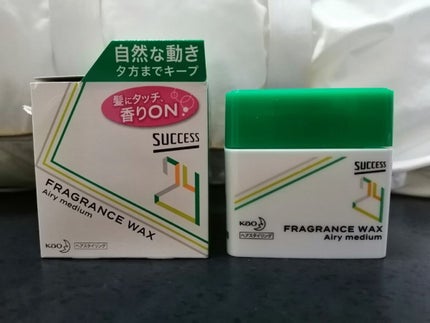 自然な動き
夕方までキープ
髪にタッチ、
香りON!
SUCCESS
24
FRAGRANCE WAX
Airy medium
Kao
ヘアスタイリング
SUCCESS
24
FRAGRANCE WAX
Airy medium
Kao
ヘアスタイリング